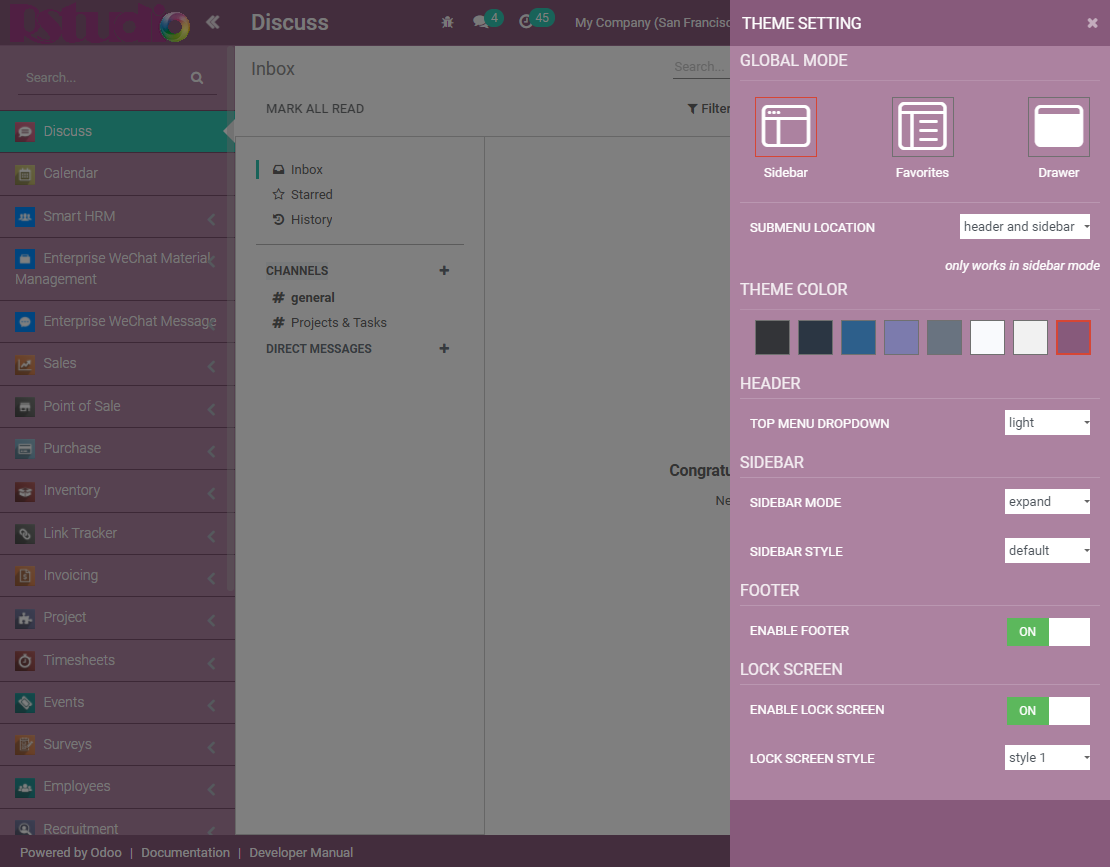 Discuss
4
45
My Company (San Francisc
THEME SETTING
Search...
Discuss
Calendar
Smart HRM
Enterprise WeChat Material
Management
Enterprise WeChat Message
Sales
Point of Sale
Purchase
Inventory
Link Tracker
Invoicing
Project
Timesheets
Events
Surveys
Employees
Recruitment
Inbox
Search...
MARK ALL READ
Filter
Inbox
Starred
History
CHANNELS
# general
# Projects & Tasks
DIRECT MESSAGES
Congratu
Ne
GLOBAL MODE
Sidebar
Favorites
Drawer
SUBMENU LOCATION
header and sidebar
only works in sidebar mode
THEME COLOR
HEADER
TOP MENU DROPDOWN
light
SIDEBAR
SIDEBAR MODE
expand
SIDEBAR STYLE
default
FOOTER
ENABLE FOOTER
ON
LOCK SCREEN
ENABLE LOCK SCREEN
ON
LOCK SCREEN STYLE
style 1
Powered by Odoo | Documentation | Developer Manual